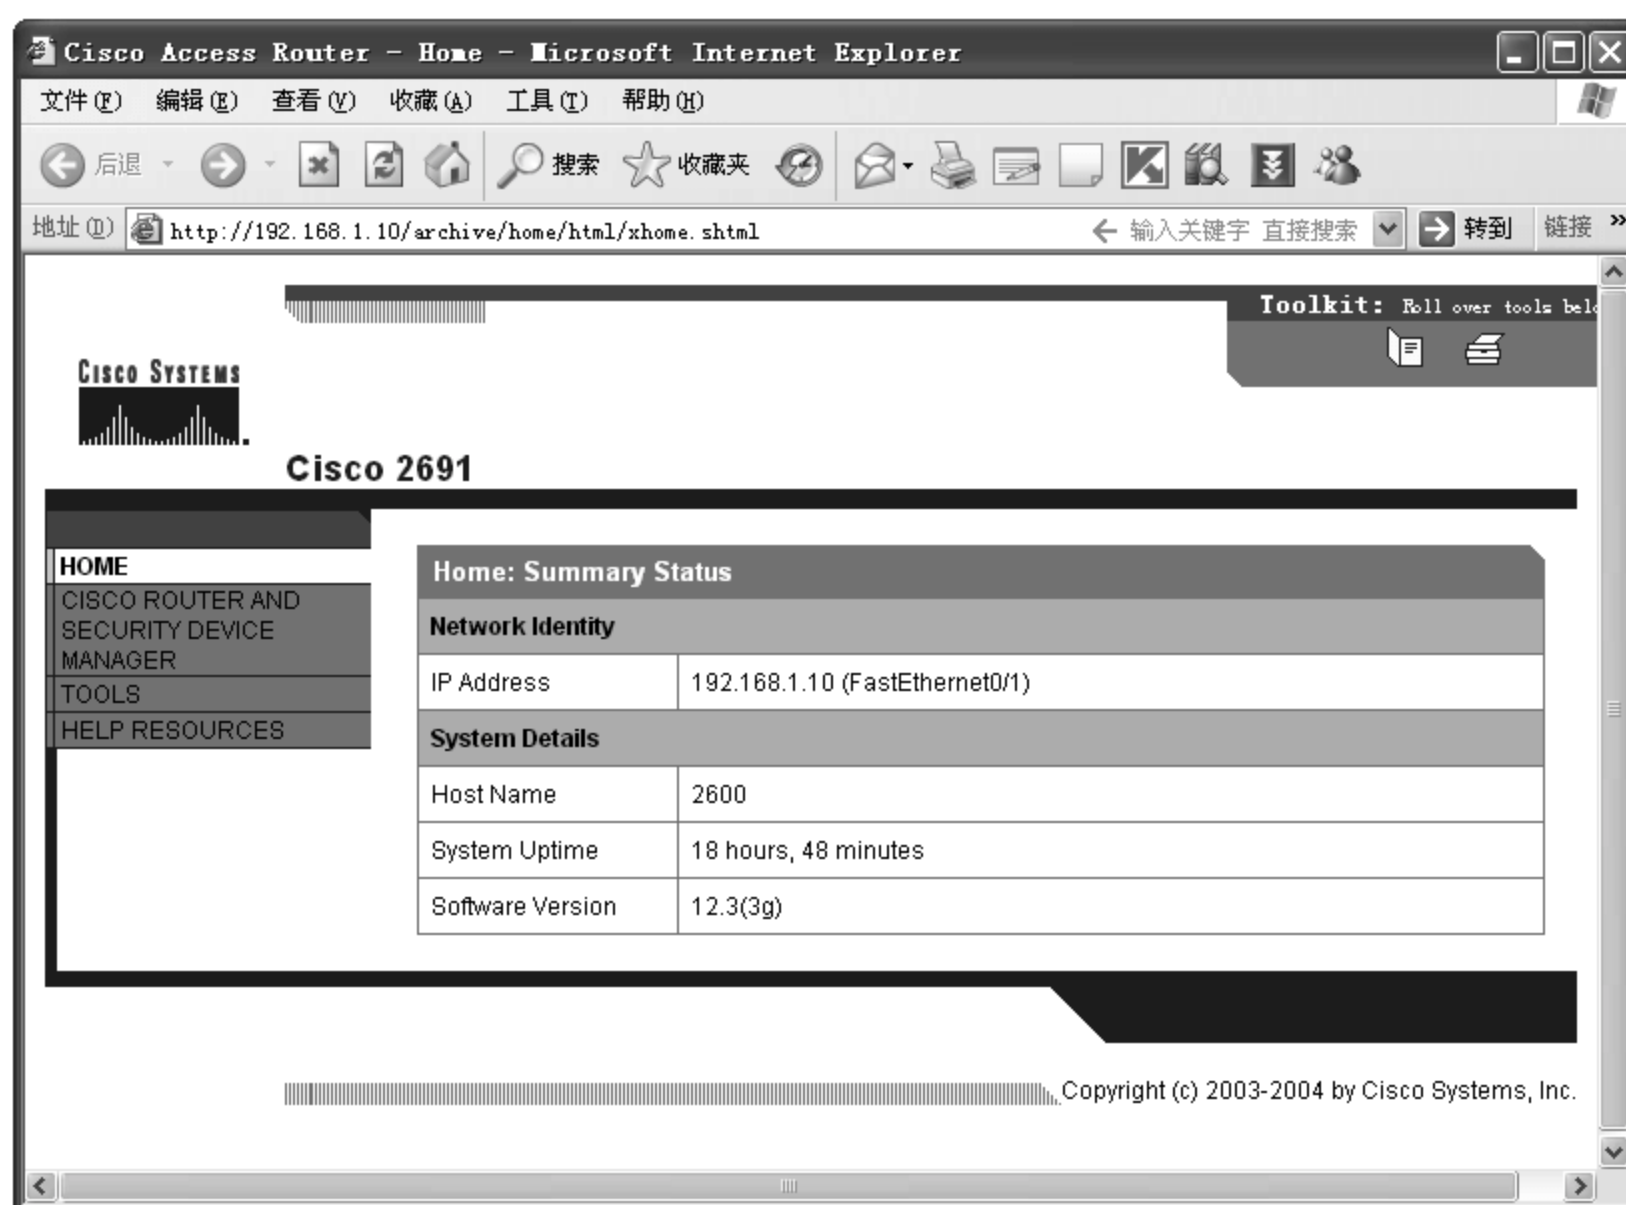 Cisco Access Router - Home - Microsoft Internet Explorer
文件(F) 编辑(E) 查看(V) 收藏(A) 工具(T) 帮助(H)
后退 搜索 收藏夹
地址(D) http://192.168.1.10/archive/home/html/xhome.shtml 输入关键字 直接搜索 转到 链接 »
Toolkit: Roll over tools belo
CISCO SYSTEMS
Cisco 2691
HOME
CISCO ROUTER AND
SECURITY DEVICE
MANAGER
TOOLS
HELP RESOURCES
Home: Summary Status
Network Identity
IP Address 192.168.1.10 (FastEthernet0/1)
System Details
Host Name 2600
System Uptime 18 hours, 48 minutes
Software Version 12.3(3g)
Copyright (c) 2003-2004 by Cisco Systems, Inc.